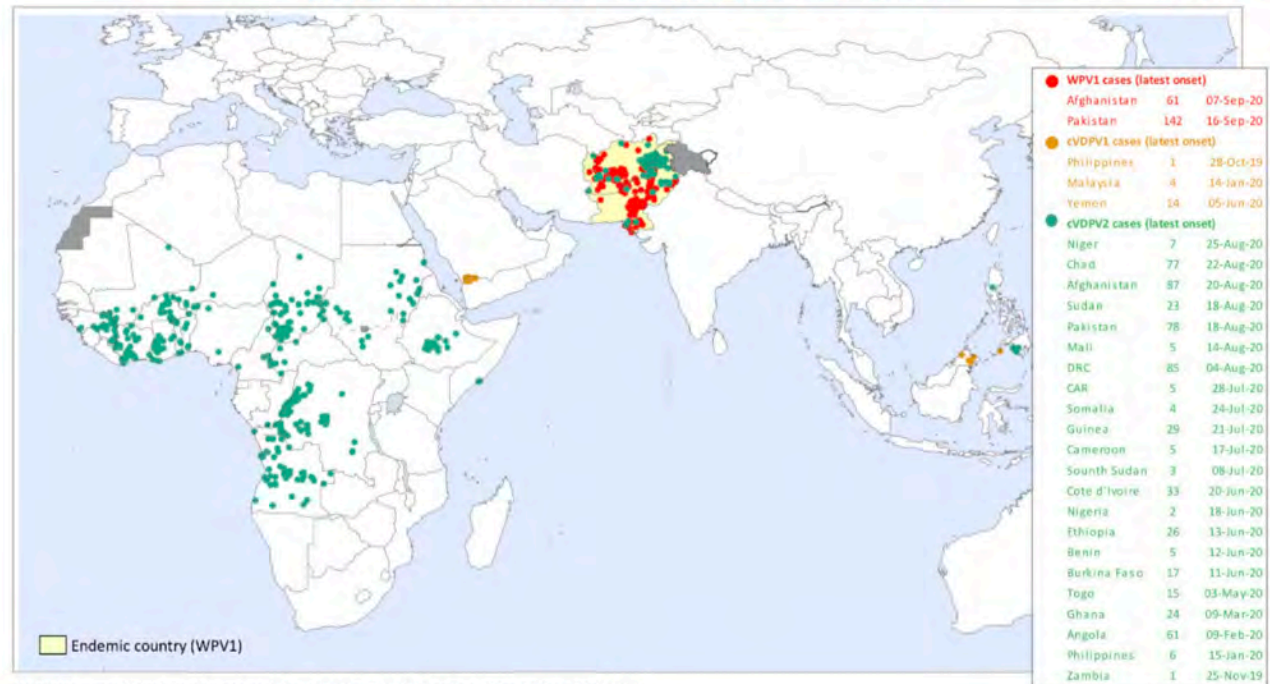 WPV1 cases (latest onset)
Afghanistan 61 07-Sep-20
Pakistan 142 16-Sep-20
cVDPV1 cases (latest onset)
Philippines 1 28-Oct-19
Malaysia 4 14-Jan-20
Yemen 14 05-Jun-20
cVDPV2 cases (latest onset)
Niger 7 25-Aug-20
Chad 77 22-Aug-20
Afghanistan 87 20-Aug-20
Sudan 23 18-Aug-20
Pakistan 78 18-Aug-20
Mali 5 14-Aug-20
DRC 85 04-Aug-20
CAR 5 28-Jul-20
Somalia 4 24-Jul-20
Guinea 29 21-Jul-20
Cameroon 5 17-Jul-20
Sounth Sudan 3 08-Jul-20
Cote d'Ivoire 33 20-Jun-20
Nigeria 2 18-Jun-20
Ethiopia 26 13-Jun-20
Benin 5 12-Jun-20
Burkina Faso 17 11-Jun-20
Togo 15 03-May-20
Ghana 24 09-Mar-20
Angola 61 09-Feb-20
Philippines 6 15-Jan-20
Zambia 1 25-Nov-19
Endemic country (WPV1)